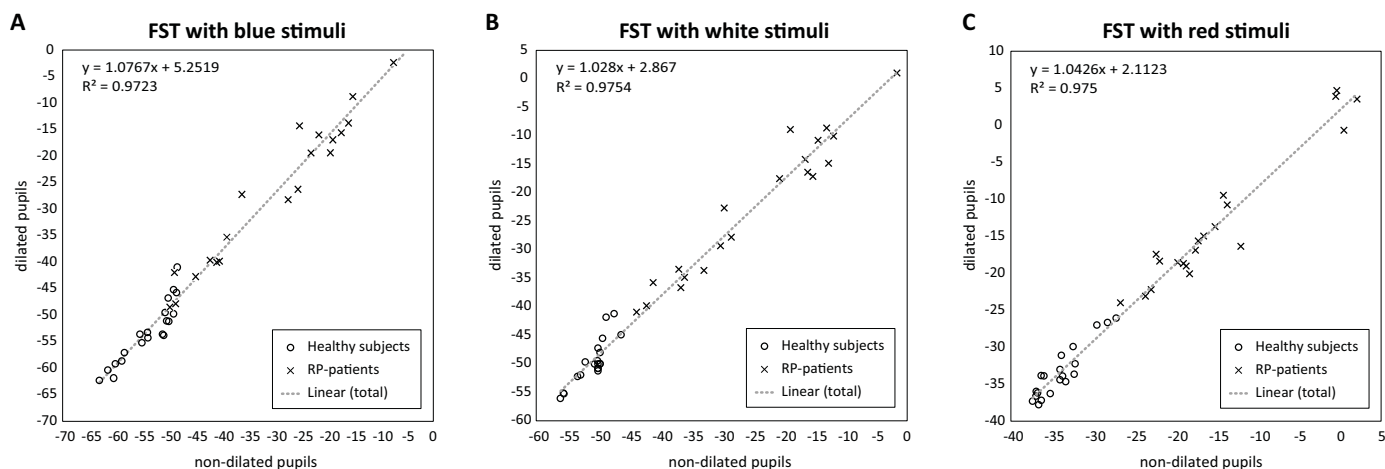 A
FST with blue stimuli
y = 1.0767x + 5.2519
R² = 0.9723
dilated pupils
0
-5
-10
-15
-20
-25
-30
-35
-40
-45
-50
-55
-60
-65
-70
Healthy subjects
RP-patients
Linear (total)
-70 -65 -55 -45 -35 -30 -25 -20 -15 -10 0
non-dilated pupils
B
FST with white stimuli
y = 1.028x + 2.867
R² = 0.9754
dilated pupils
5
0
-5
-10
-15
-20
-25
-30
-35
-40
-45
-50
-55
-60
Healthy subjects
RP-patients
Linear (total)
-60 -55 -50 -45 -40 -35 -30 -25 -20 -15 -10 -5 0
non-dilated pupils
C
FST with red stimuli
y = 1.0426x + 2.1123
R² = 0.975
dilated pupils
10
5
0
-5
-10
-15
-20
-25
-30
-35
-40
Healthy subjects
RP-patients
Linear (total)
-40 -35 -30 -25 -20 -15 -10 -5 0 5
non-dilated pupils